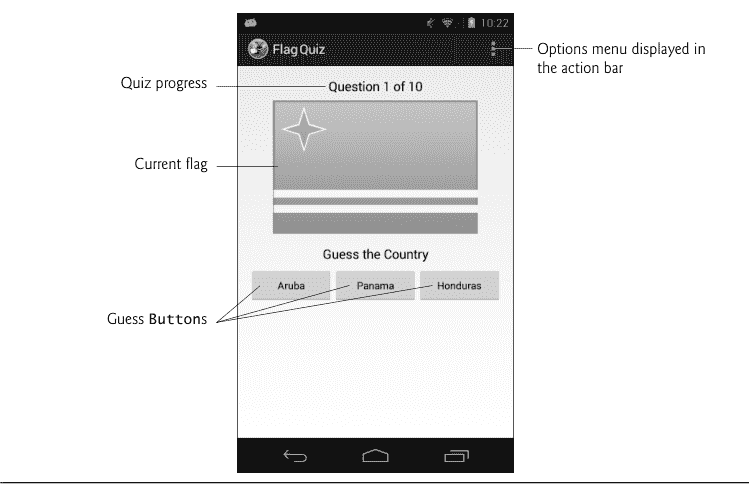 10:22
Flag Quiz
Options menu displayed in
the action bar
Quiz progress
Question 1 of 10
Current flag
Guess the Country
Aruba
Panama
Honduras
Guess Buttons